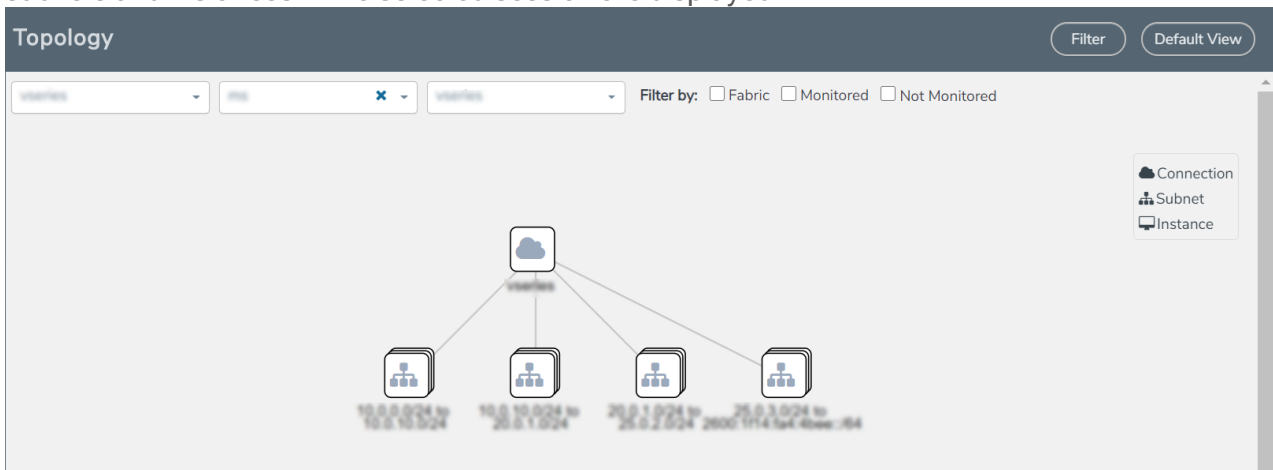 Topology
Filter
Default View
vseries
ms
vseries
Filter by: Fabric Monitored Not Monitored
Connection
Subnet
Instance
vseries
10.0.0.0/24 to 10.0.10.0/24 to 20.0.1.0/24 to 25.0.3.0/24 to
10.0.10.0/24 20.0.1.0/24 25.0.2.0/24